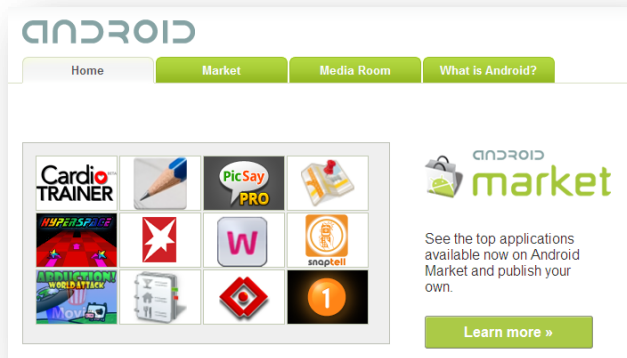 ANDROID
Home
Market
Media Room
What is Android?
Cardio
TRAINER
PicSay
PRO
HYPERSPACE
W
snaptell
ABDUCTION!
WORLD ATTACK
Movi
1
ANDROID
market
See the top applications
available now on Android
Market and publish your
own.
Learn more »